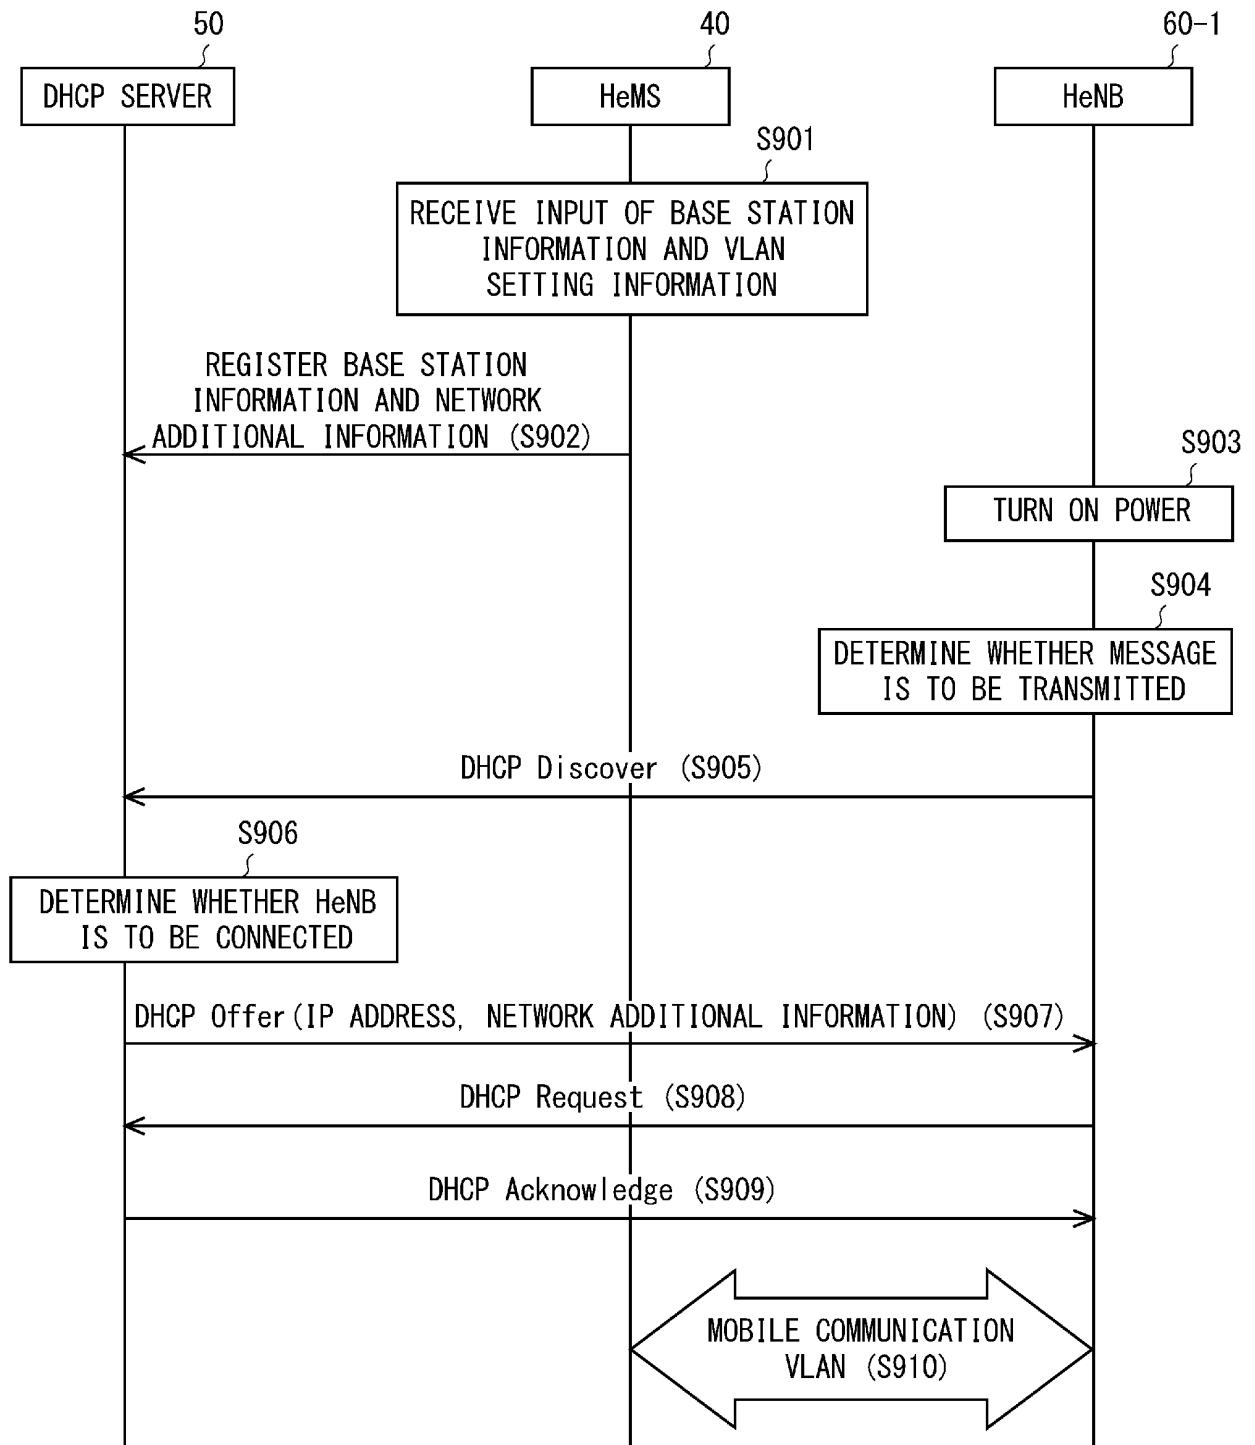 50
40
60-1
DHCP SERVER
HeMS
HeNB
S901
RECEIVE INPUT OF BASE STATION
INFORMATION AND VLAN
SETTING INFORMATION
REGISTER BASE STATION
INFORMATION AND NETWORK
ADDITIONAL INFORMATION (S902)
S903
TURN ON POWER
S904
DETERMINE WHETHER MESSAGE
IS TO BE TRANSMITTED
DHCP Discover (S905)
S906
DETERMINE WHETHER HeNB
IS TO BE CONNECTED
DHCP Offer(IP ADDRESS, NETWORK ADDITIONAL INFORMATION) (S907)
DHCP Request (S908)
DHCP Acknowledge (S909)
MOBILE COMMUNICATION
VLAN (S910)